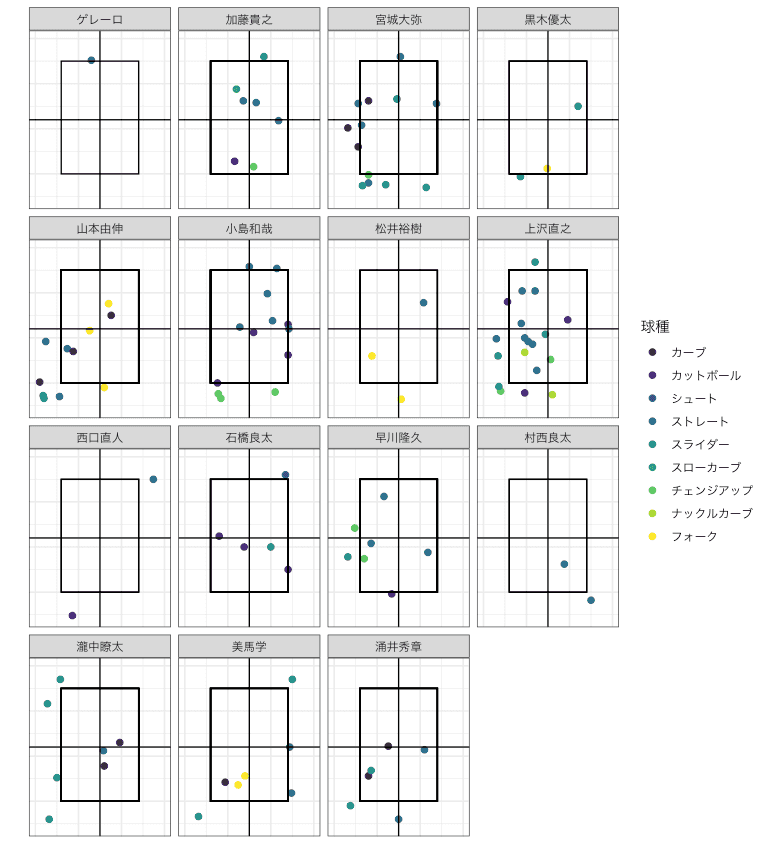 ゲレーロ
加藤貴之
宮城大弥
黒木優太
山本由伸
小島和哉
松井裕樹
上沢直之
西口直人
石橋良太
早川隆久
村西良太
瀧中瞭太
美馬学
涌井秀章
球種
カーブ
カットボール
シュート
ストレート
スライダー
スローカーブ
チェンジアップ
ナックルカーブ
フォーク